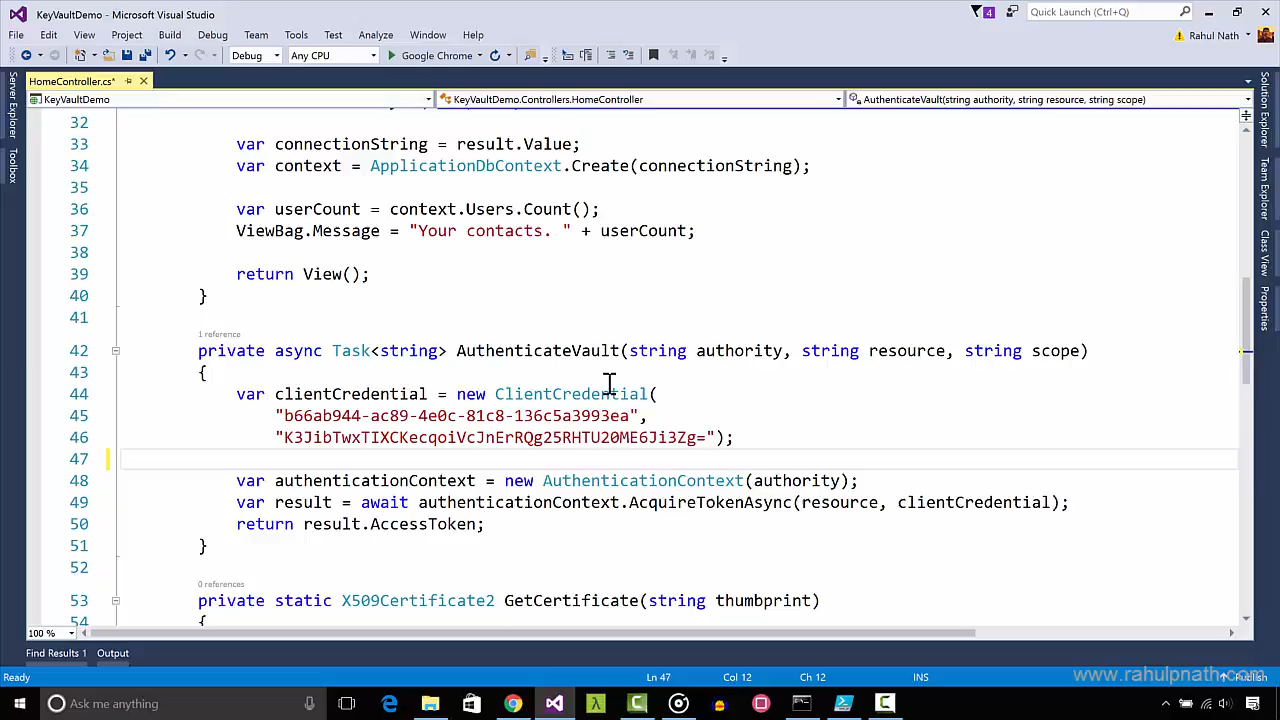 KeyVaultDemo - Microsoft Visual Studio
4
Quick Launch (Ctrl+Q)
File Edit View Project Build Debug Team Tools Test Analyze Window Help
Rahul Nath
Debug Any CPU Google Chrome
HomeController.cs*
KeyVaultDemo KeyVaultDemo.Controllers.HomeController AuthenticateVault(string authority, string resource, string scope)
Server Explorer
Toolbox
Solution Explorer
Team Explorer
Class View
Properties
32
33 var connectionString = result.Value;
34 var context = ApplicationDbContext.Create(connectionString);
35
36 var userCount = context.Users.Count();
37 ViewBag.Message = "Your contacts. " + userCount;
38
39 return View();
40 }
41
1 reference
42 private async Task<string> AuthenticateVault(string authority, string resource, string scope)
43 {
44 var clientCredential = new ClientCredential(
45 "b66ab944-ac89-4e0c-81c8-136c5a3993ea",
46 "K3JibTwxTIXCKecqoiVcJnErRQg25RHTU20ME6Ji3Zg=");
47
48 var authenticationContext = new AuthenticationContext(authority);
49 var result = await authenticationContext.AcquireTokenAsync(resource, clientCredential);
50 return result.AccessToken;
51 }
52
0 references
53 private static X509Certificate2 GetCertificate(string thumbprint)
54 {
100 %
Find Results 1 Output
Ready Ln 47 Col 12 Ch 12 INS Publish
www.rahulpnath.com
Ask me anything